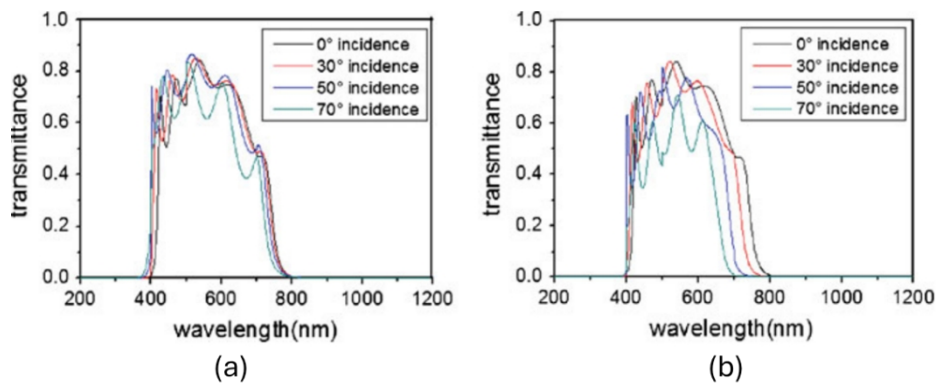 1.0
0.8
0.6
0.4
0.2
0.0
transmittance
0° incidence
30° incidence
50° incidence
70° incidence
200 400 600 800 1000 1200
wavelength(nm)
(a)
1.0
0.8
0.6
0.4
0.2
0.0
transmittance
0° incidence
30° incidence
50° incidence
70° incidence
200 400 600 800 1000 1200
wavelength(nm)
(b)